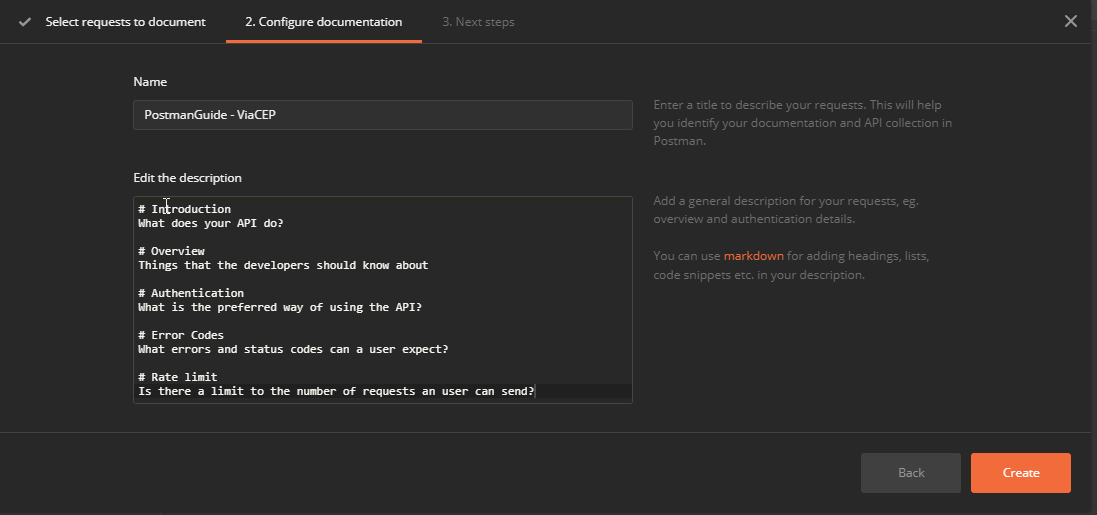 Select requests to document
2. Configure documentation
3. Next steps
Name
PostmanGuide - ViaCEP
Enter a title to describe your requests. This will help
you identify your documentation and API collection in
Postman.
Edit the description
# Introduction
What does your API do?
# Overview
Things that the developers should know about
# Authentication
What is the preferred way of using the API?
# Error Codes
What errors and status codes can a user expect?
# Rate limit
Is there a limit to the number of requests an user can send?
Add a general description for your requests, eg.
overview and authentication details.
You can use markdown for adding headings, lists,
code snippets etc. in your description.
Back
Create